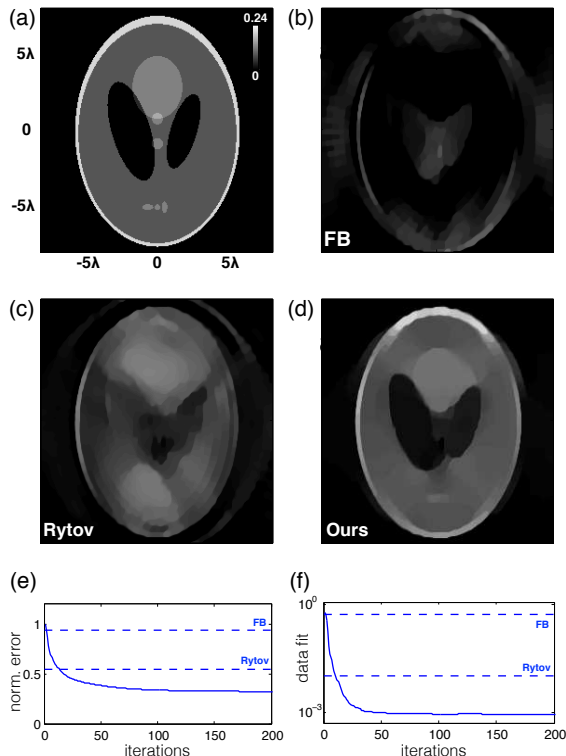 (a)
0.24
0
5λ
0
-5λ
-5λ
0
5λ
(b)
FB
(c)
Rytov
(d)
Ours
(e)
norm. error
1
0.5
0
FB
Rytov
0
50
100
150
200
iterations
(f)
data fit
10^0
10^-3
FB
Rytov
0
50
100
150
200
iterations